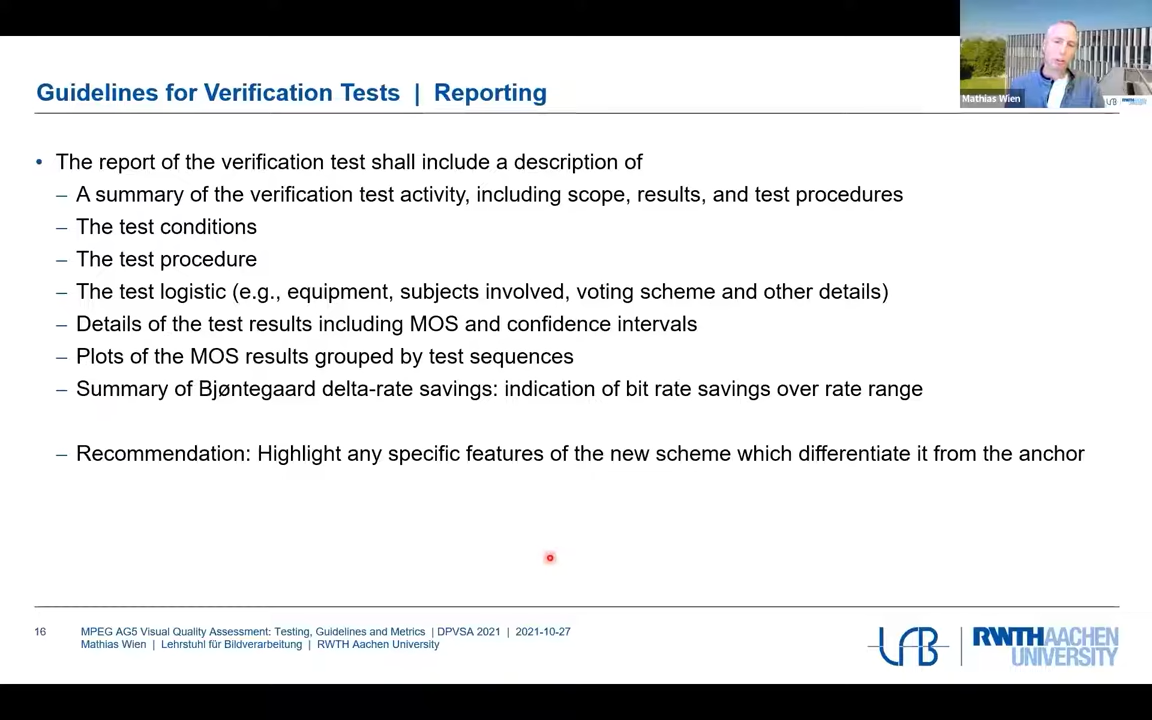 Mathias Wien
Guidelines for Verification Tests | Reporting
• The report of the verification test shall include a description of
– A summary of the verification test activity, including scope, results, and test procedures
– The test conditions
– The test procedure
– The test logistic (e.g., equipment, subjects involved, voting scheme and other details)
– Details of the test results including MOS and confidence intervals
– Plots of the MOS results grouped by test sequences
– Summary of Bjøntegaard delta-rate savings: indication of bit rate savings over rate range
– Recommendation: Highlight any specific features of the new scheme which differentiate it from the anchor
16
MPEG AG5 Visual Quality Assessment: Testing, Guidelines and Metrics | DPVSA 2021 | 2021-10-27
Mathias Wien | Lehrstuhl für Bildverarbeitung | RWTH Aachen University
LfB
RWTHAACHEN
UNIVERSITY